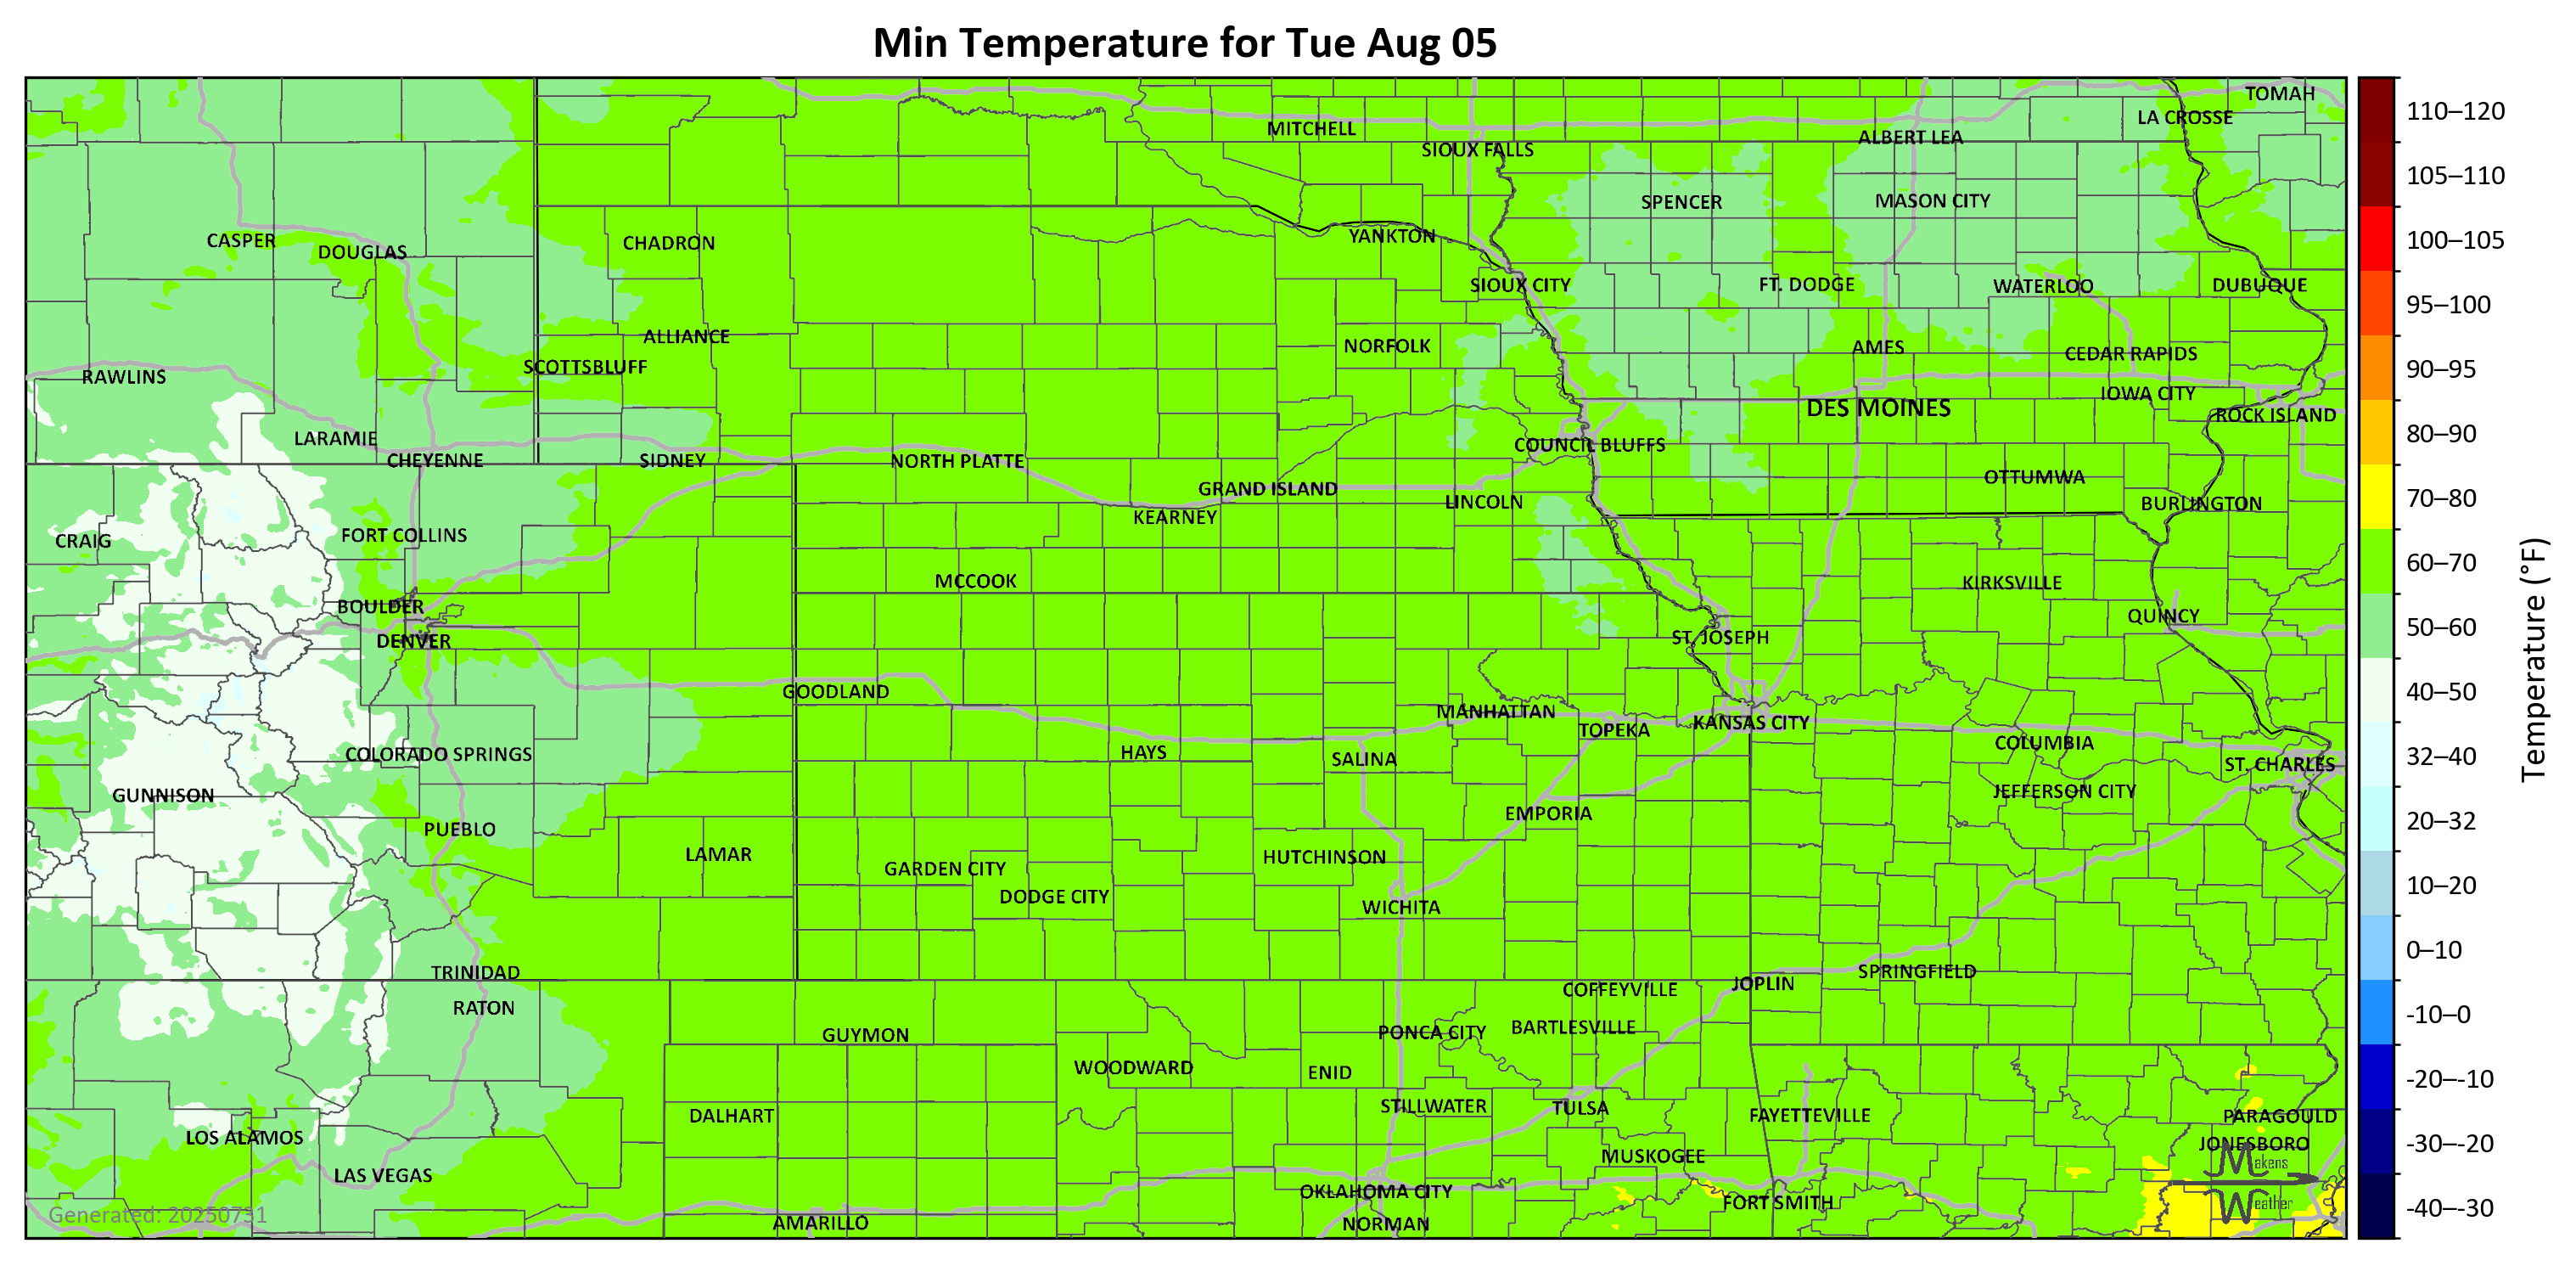 Min Temperature for Tue Aug 05
TOMAH
LA CROSSE
MITCHELL
ALBERT LEA
SIOUX FALLS
SPENCER
MASON CITY
CASPER
DOUGLAS
CHADRON
YANKTON
SIOUX CITY
FT. DODGE
WATERLOO
DUBUQUE
ALLIANCE
NORFOLK
AMES
CEDAR RAPIDS
SCOTTSBLUFF
RAWLINS
IOWA CITY
DES MOINES
ROCK ISLAND
LARAMIE
COUNCIL BLUFFS
CHEYENNE
SIDNEY
NORTH PLATTE
OTTUMWA
GRAND ISLAND
LINCOLN
BURLINGTON
KEARNEY
FORT COLLINS
CRAIG
MCCOOK
KIRKSVILLE
BOULDER
QUINCY
DENVER
ST. JOSEPH
GOODLAND
MANHATTAN
KANSAS CITY
TOPEKA
COLUMBIA
HAYS
COLORADO SPRINGS
SALINA
ST. CHARLES
GUNNISON
JEFFERSON CITY
EMPORIA
PUEBLO
LAMAR
HUTCHINSON
GARDEN CITY
DODGE CITY
WICHITA
TRINIDAD
SPRINGFIELD
JOPLIN
COFFEYVILLE
RATON
BARTLESVILLE
PONCA CITY
GUYMON
WOODWARD
ENID
STILLWATER
TULSA
DALHART
FAYETTEVILLE
PARAGOULD
LOS ALAMOS
JONESBORO
MUSKOGEE
LAS VEGAS
OKLAHOMA CITY
FORT SMITH
AMARILLO
NORMAN
Generated: 20250731
Makens
Weather
110–120
105–110
100–105
95–100
90–95
80–90
70–80
60–70
50–60
40–50
32–40
20–32
10–20
0–10
-10–0
-20–-10
-30–-20
-40–-30
Temperature (°F)